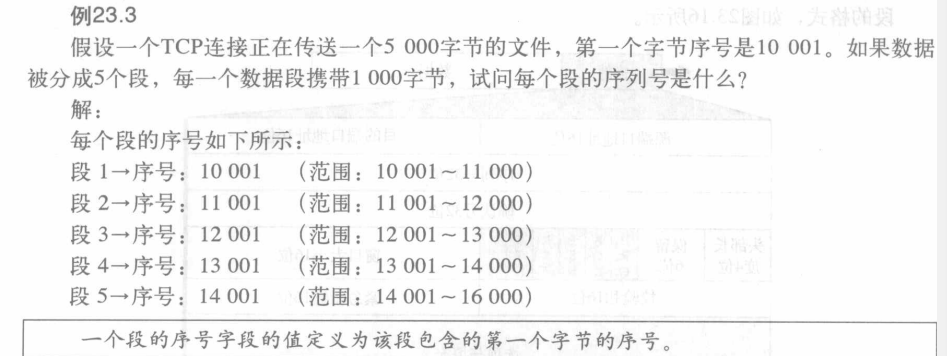 例23.3
假设一个TCP连接正在传送一个5 000字节的文件，第一个字节序号是10 001。如果数据
被分成5个段，每一个数据段携带1 000字节，试问每个段的序列号是什么？
解：
每个段的序号如下所示：
段 1→序号：10 001 （范围：10 001～11 000）
段 2→序号：11 001 （范围：11 001～12 000）
段 3→序号：12 001 （范围：12 001～13 000）
段 4→序号：13 001 （范围：13 001～14 000）
段 5→序号：14 001 （范围：14 001～16 000）
一个段的序号字段的值定义为该段包含的第一个字节的序号。